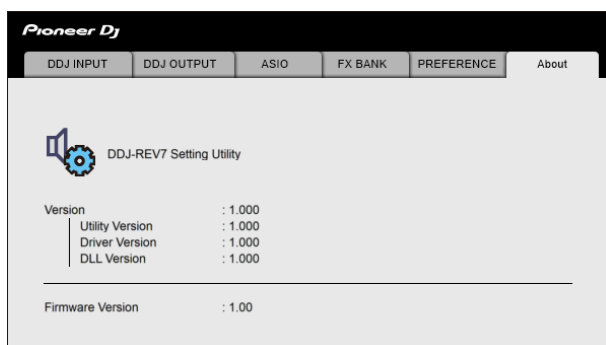 Pioneer Dj
DDJ INPUT DDJ OUTPUT ASIO FX BANK PREFERENCE About
DDJ-REV7 Setting Utility
Version : 1.000
Utility Version : 1.000
Driver Version : 1.000
DLL Version : 1.000
Firmware Version : 1.00